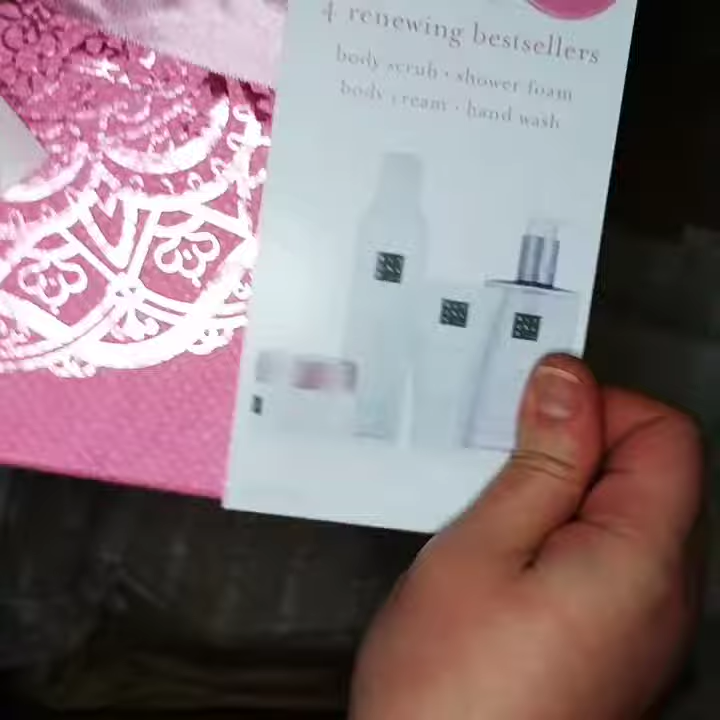 4 renewing bestsellers
body scrub · shower foam
body cream · hand wash